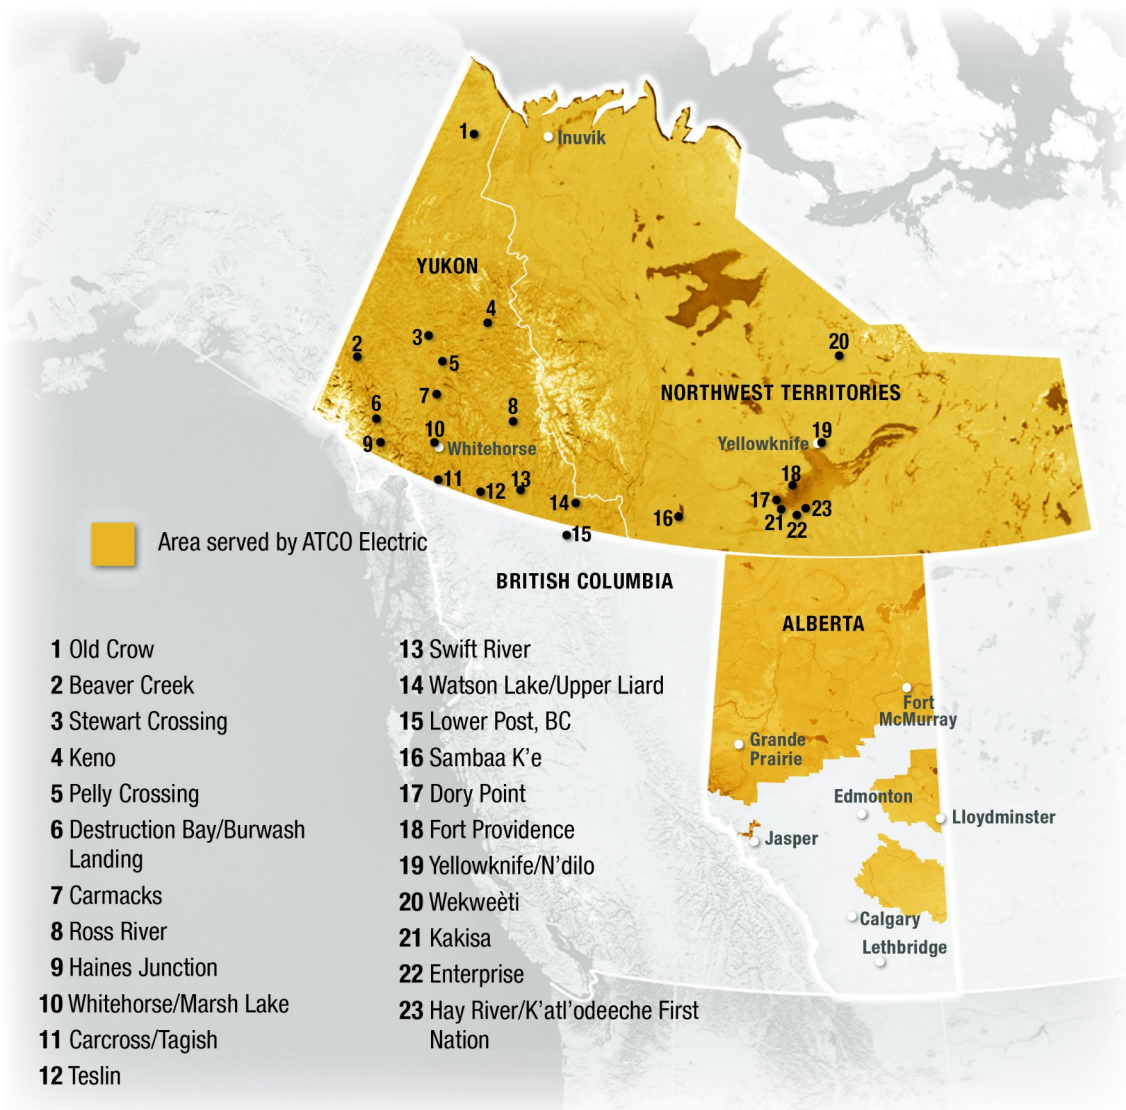 1
Inuvik
YUKON
4
3
2
20
5
NORTHWEST TERRITORIES
7
6
8
10
19
9
Whitehorse
Yellowknife
18
11
13
12
17
14
23
16
21
22
15
Area served by ATCO Electric
BRITISH COLUMBIA
ALBERTA
Fort
McMurray
Grande
Prairie
Edmonton
Lloydminster
Jasper
Calgary
Lethbridge
1 Old Crow
2 Beaver Creek
3 Stewart Crossing
4 Keno
5 Pelly Crossing
6 Destruction Bay/Burwash
Landing
7 Carmacks
8 Ross River
9 Haines Junction
10 Whitehorse/Marsh Lake
11 Carcross/Tagish
12 Teslin
13 Swift River
14 Watson Lake/Upper Liard
15 Lower Post, BC
16 Sambaa K’e
17 Dory Point
18 Fort Providence
19 Yellowknife/N’dilo
20 Wekweètì
21 Kakisa
22 Enterprise
23 Hay River/K’atl’odeeche First
Nation